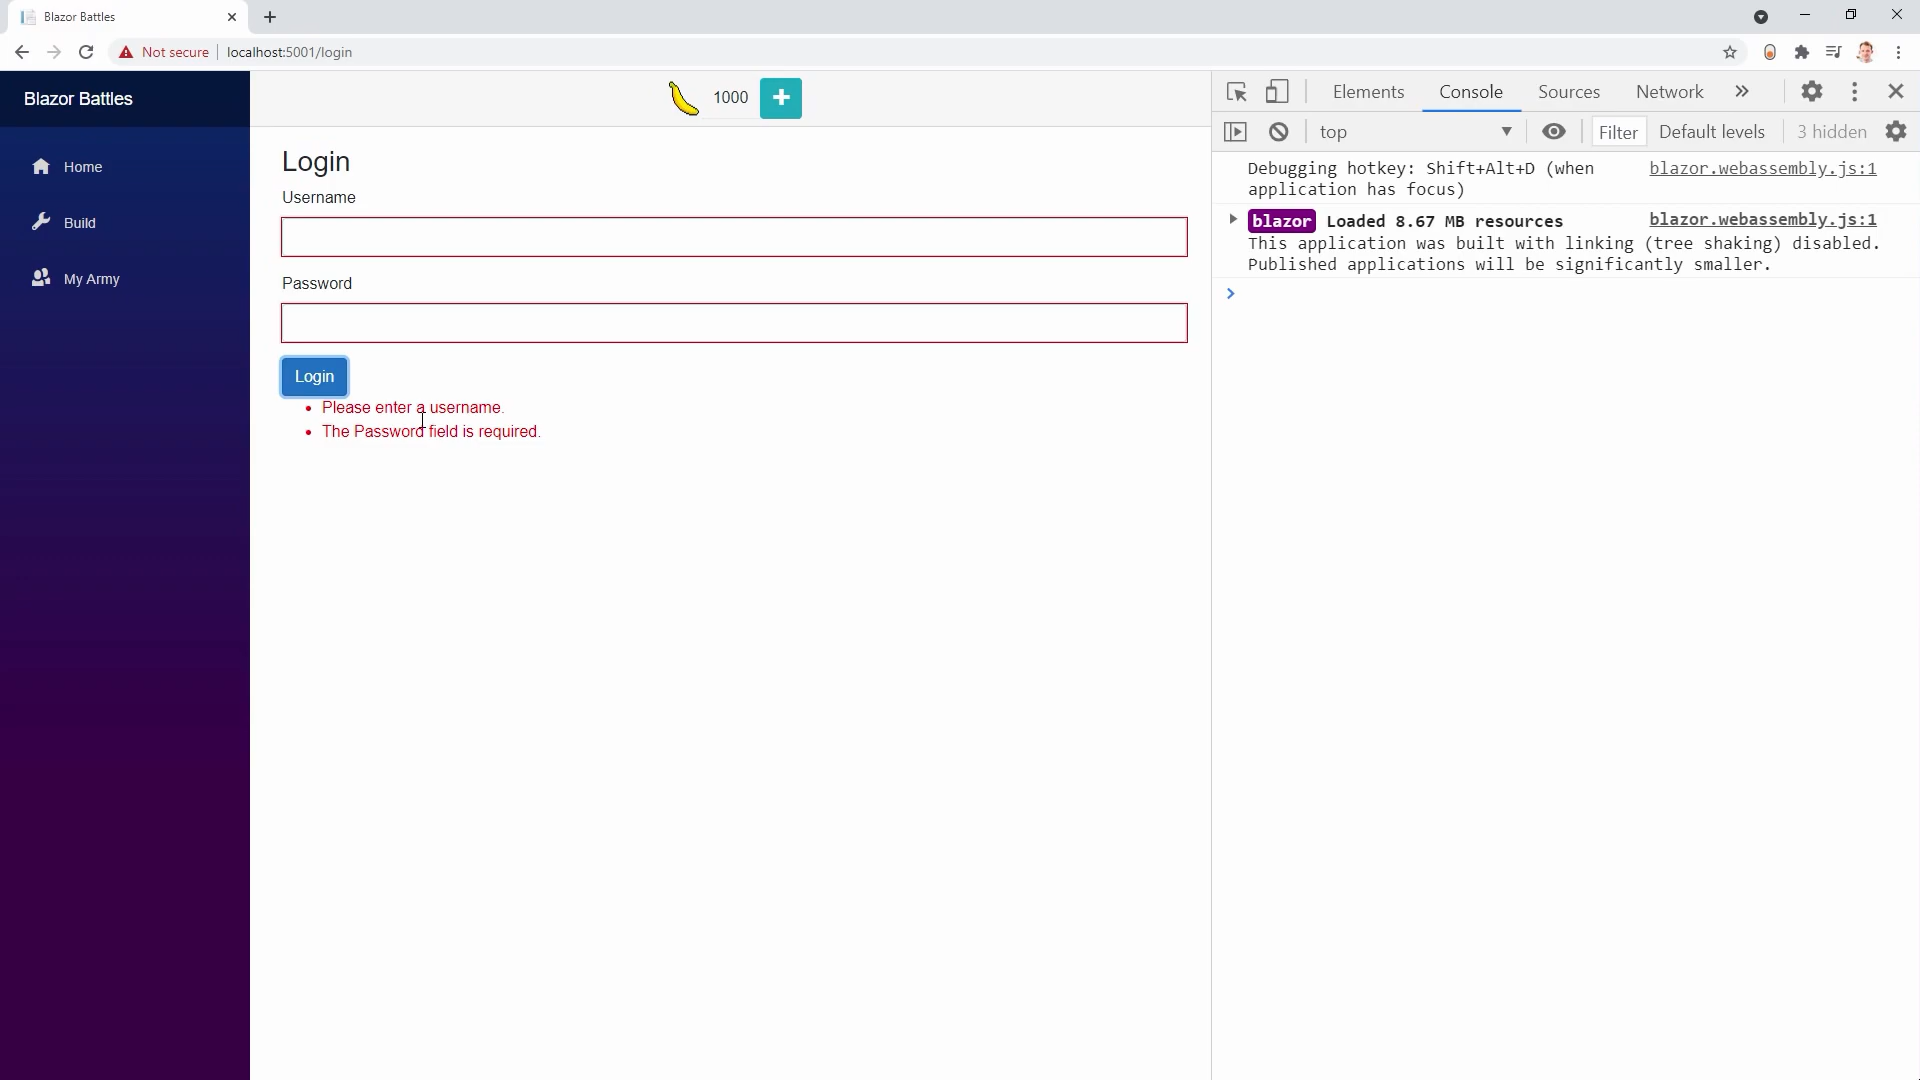 Blazor Battles
Not secure
localhost:5001/login
Blazor Battles
Home
Build
My Army
1000
Login
Username
Password
Login
Please enter a username.
The Password field is required.
Elements
Console
Sources
Network
top
Filter
Default levels
3 hidden
Debugging hotkey: Shift+Alt+D (when
application has focus)
blazor.webassembly.js:1
blazor Loaded 8.67 MB resources
blazor.webassembly.js:1
This application was built with linking (tree shaking) disabled.
Published applications will be significantly smaller.